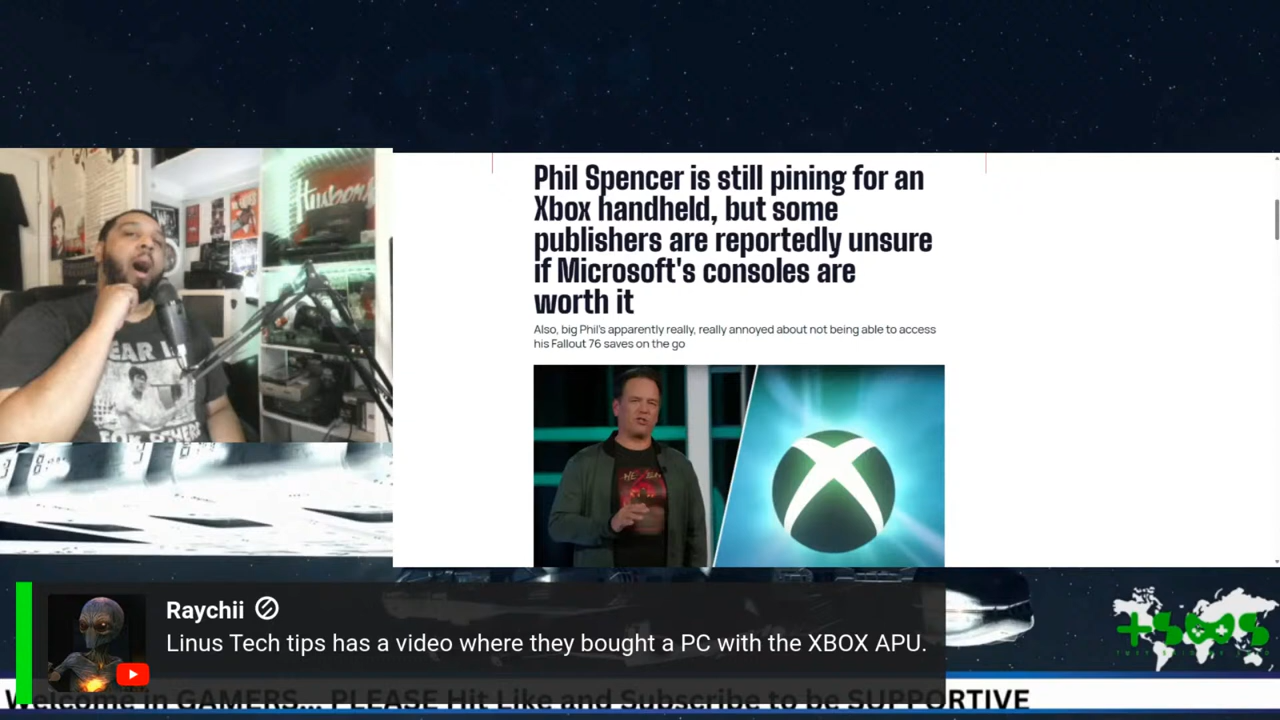 Phil Spencer is still pining for an
Xbox handheld, but some
publishers are reportedly unsure
if Microsoft's consoles are
worth it
Also, big Phil's apparently really, really annoyed about not being able to access
his Fallout 76 saves on the go
Raychii
Linus Tech tips has a video where they bought a PC with the XBOX APU.
Welcome in GAMERS... PLEASE Hit Like and Subscribe to be SUPPORTIVE